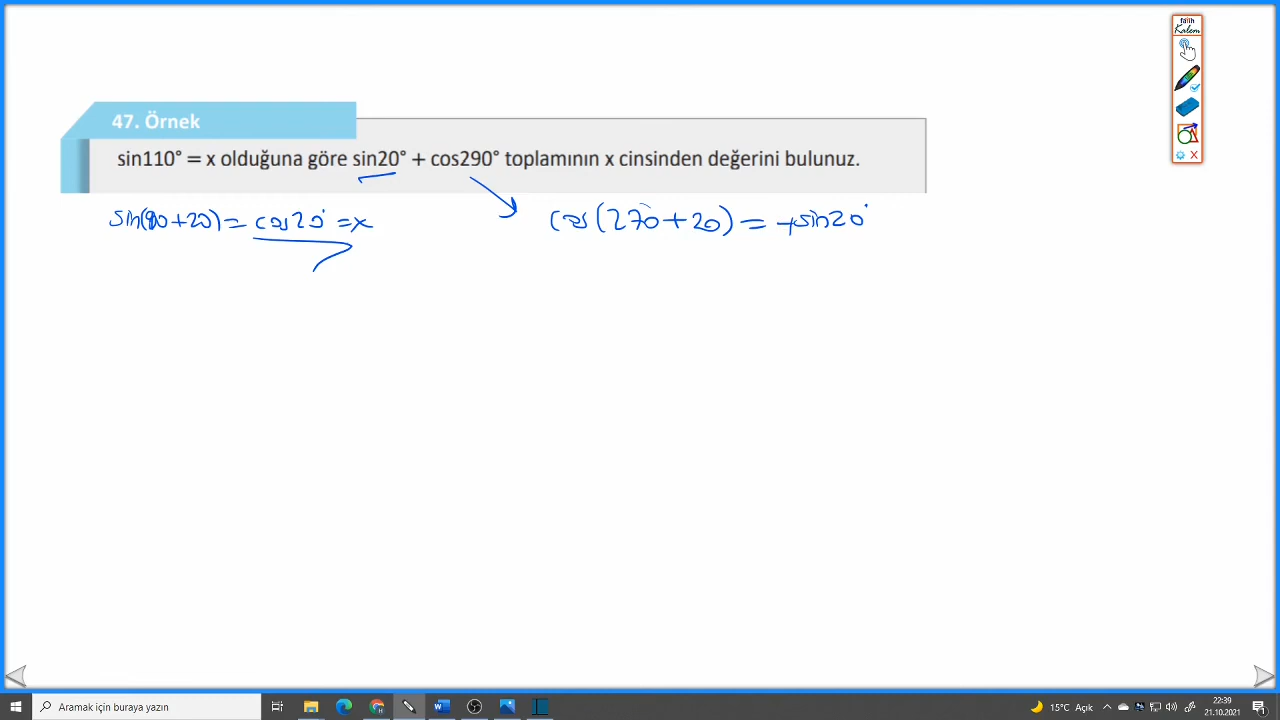 fatih
Kalem
47. Örnek
sin110° = x olduğuna göre sin20° + cos290° toplamının x cinsinden değerini bulunuz.
sin(90+20) = cos20° = x
cos(270+20) = +sin20°
Aramak için buraya yazın
15°C Açık
22:39
21.10.2021
1